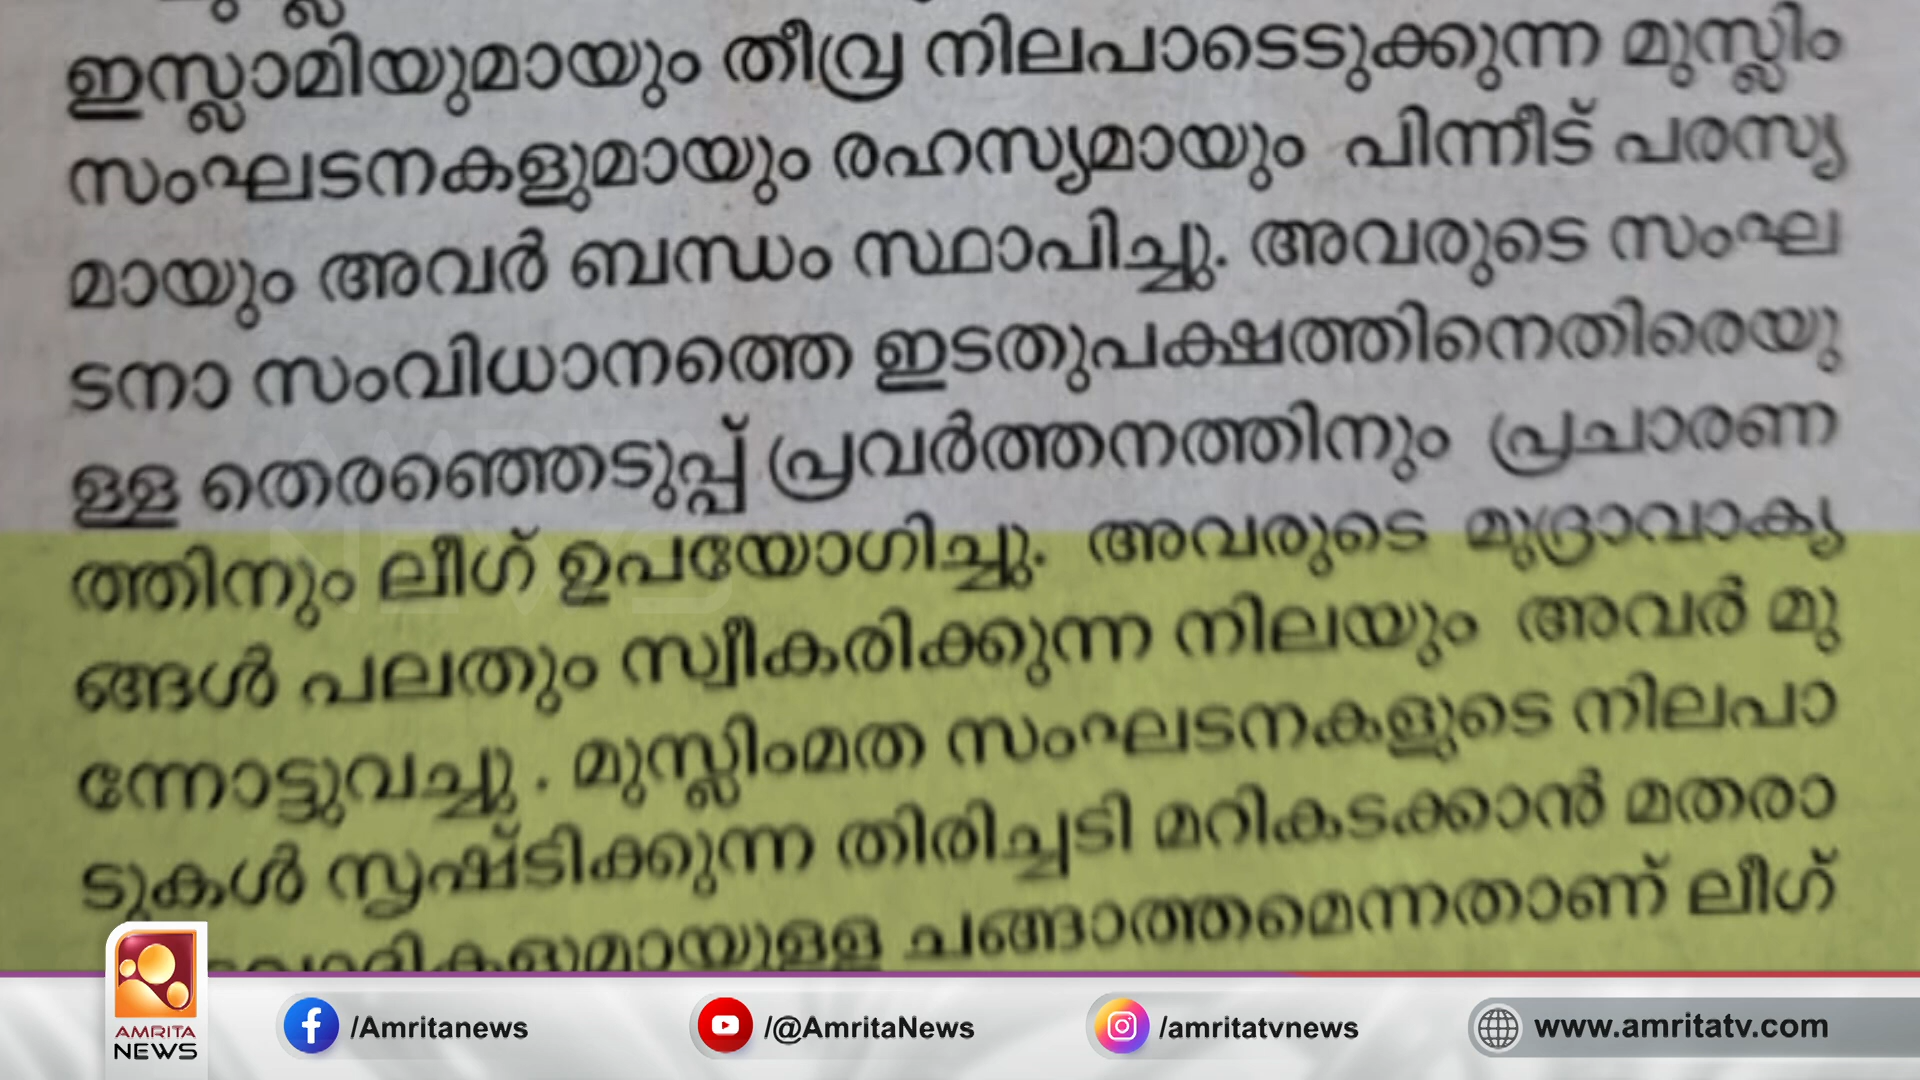 ഇസ്ലാമിയുമായും തീവ്ര നിലപാടെടുക്കുന്ന മുസ്ലിം
സംഘടനകളുമായും രഹസ്യമായും പിന്നീട് പരസ്യ
മായും അവർ ബന്ധം സ്ഥാപിച്ചു. അവരുടെ സംഘ
ടനാ സംവിധാനത്തെ ഇടതുപക്ഷത്തിനെതിരെയു
ള്ള തെരഞ്ഞെടുപ്പ് പ്രവർത്തനത്തിനും പ്രചാരണ
ത്തിനും ലീഗ് ഉപയോഗിച്ചു. അവരുടെ മുദ്രാവാക്യ
ങ്ങൾ പലതും സ്വീകരിക്കുന്ന നിലയും അവർ മു
ന്നോട്ടുവച്ചു . മുസ്ലിംമത സംഘടനകളുടെ നിലപാ
ടുകൾ സൃഷ്ടിക്കുന്ന തിരിച്ചടി മറികടക്കാൻ മതരാ
ചങ്ങാത്തമെന്നതാണ് ലീഗ്
AMRITA
NEWS
AMRITA
NEWS
/Amritanews
/@AmritaNews
/amritatvnews
www.amritatv.com